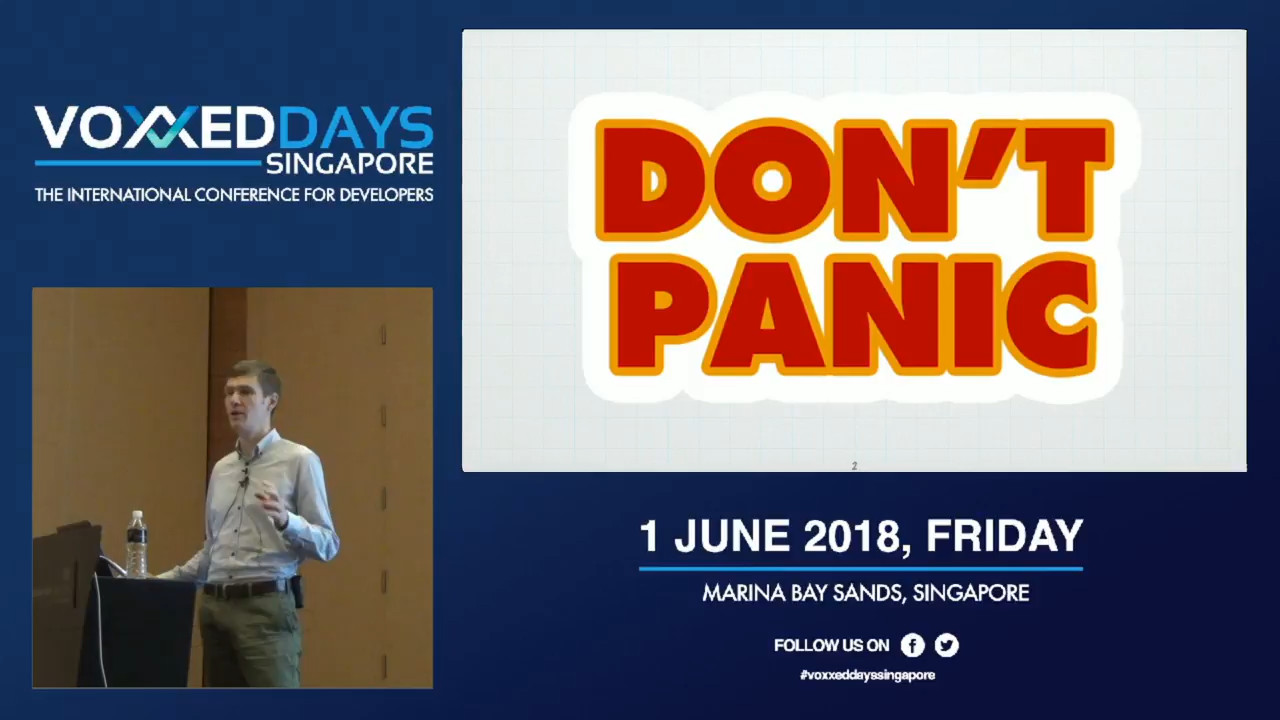 VOXXEDDAYS
SINGAPORE
THE INTERNATIONAL CONFERENCE FOR DEVELOPERS
DON'T
PANIC
2
1 JUNE 2018, FRIDAY
MARINA BAY SANDS, SINGAPORE
FOLLOW US ON
#voxxeddayssingapore